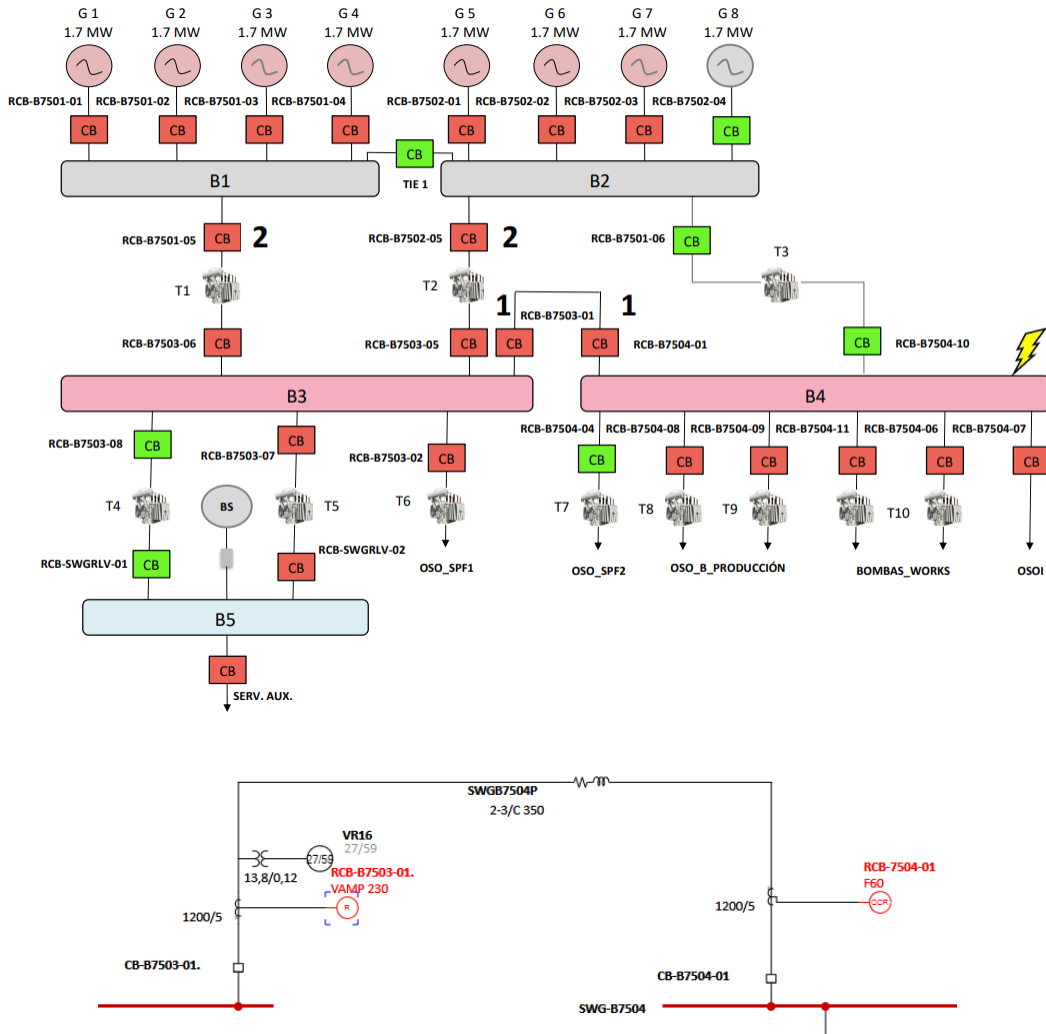 G 1 G 2 G 3 G 4 G 5 G 6 G 7 G 8
1.7 MW 1.7 MW 1.7 MW 1.7 MW 1.7 MW 1.7 MW 1.7 MW 1.7 MW
RCB-B7501-01 RCB-B7501-02 RCB-B7501-03 RCB-B7501-04 RCB-B7502-01 RCB-B7502-02 RCB-B7502-03 RCB-B7502-04
CB CB CB CB CB CB CB CB
CB
TIE 1
B1 B2
RCB-B7501-05 CB 2 RCB-B7502-05 CB 2 RCB-B7501-06 CB
T1 T2 T3
1 RCB-B7503-01 1
RCB-B7503-06 CB RCB-B7503-05 CB CB CB RCB-B7504-01 CB RCB-B7504-10
B3 B4
RCB-B7503-08 CB RCB-B7503-07 CB RCB-B7503-02 CB
RCB-B7504-04 RCB-B7504-08 RCB-B7504-09 RCB-B7504-11 RCB-B7504-06 RCB-B7504-07
CB CB CB CB CB CB
T4 BS T5 T6 T7 T8 T9 T10
RCB-SWGRLV-01 CB RCB-SWGRLV-02 CB
OSO_SPF1 OSO_SPF2 OSO_B_PRODUCCIÓN BOMBAS_WORKS OSOI
B5
CB
SERV. AUX.
SWGB7504P
2-3/C 350
VR16
27/59
27/59
13,8/0,12
RCB-B7503-01.
VAMP 230
R
1200/5
CB-B7503-01.
RCB-7504-01
F60
OCR
1200/5
CB-B7504-01
SWG-B7504